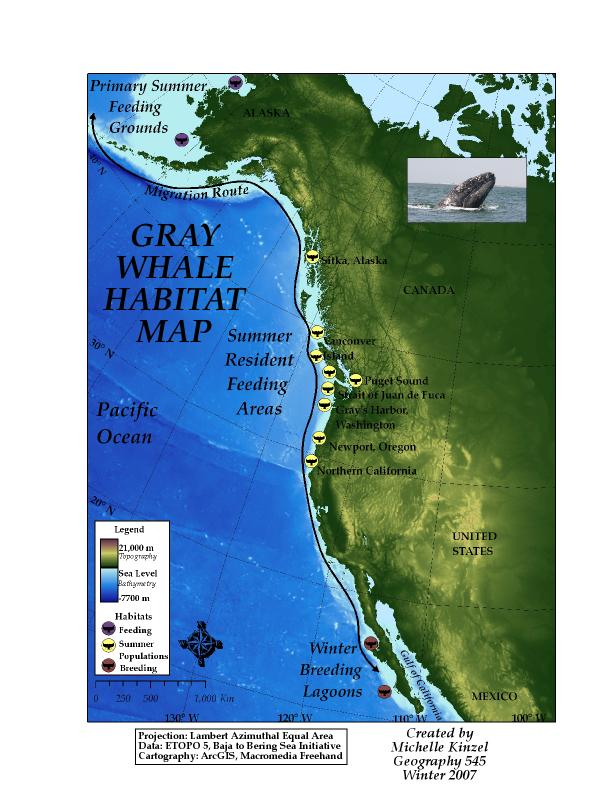 Primary Summer
Feeding
Grounds
ALASKA
Migration Route
GRAY
WHALE
HABITAT
MAP
Sitka, Alaska
CANADA
Summer
Resident
Feeding
Areas
Vancouver
Island
30° N
Puget Sound
Strait of Juan de Fuca
Gray's Harbor,
Washington
Pacific
Ocean
Newport, Oregon
Northern California
20° N
UNITED
STATES
Legend
21,000 m
Topography
Sea Level
Bathymetry
-7700 m
Habitats
Feeding
Summer
Populations
Breeding
Winter
Breeding
Lagoons
Gulf of California
MEXICO
0 250 500 1,000 Km
130° W 120° W 110° W 100° W
Projection: Lambert Azimuthal Equal Area
Data: ETOPO 5, Baja to Bering Sea Initiative
Cartography: ArcGIS, Macromedia Freehand
Created by
Michelle Kinzel
Geography 545
Winter 2007